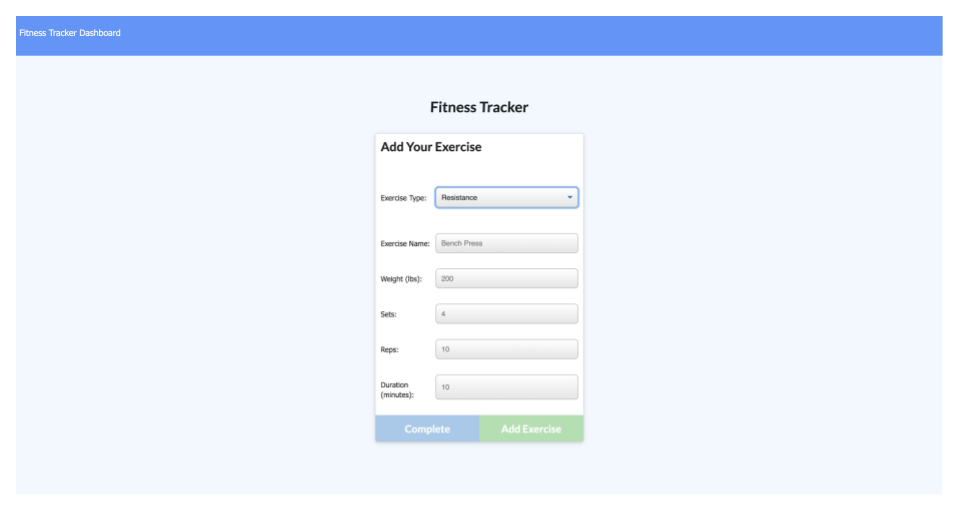 Fitness Tracker Dashboard
Fitness Tracker
Add Your Exercise
Exercise Type: Resistance
Exercise Name: Bench Press
Weight (lbs): 200
Sets: 4
Reps: 10
Duration
(minutes): 10
Complete Add Exercise